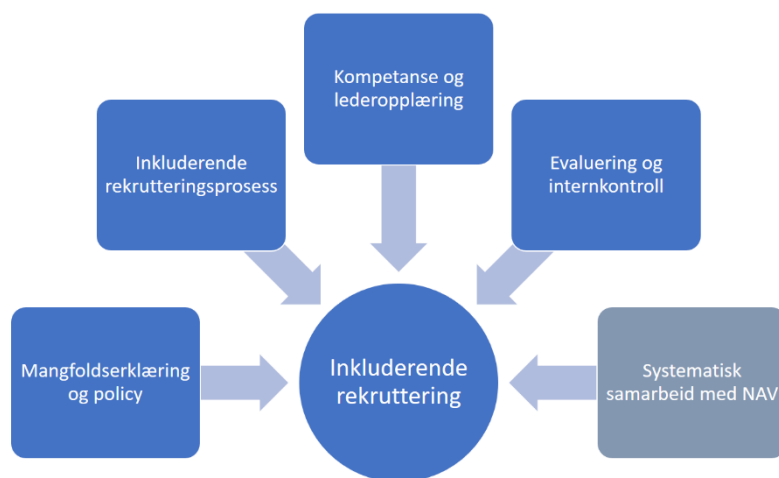 Kompetanse og
lederopplæring
Inkluderende
rekrutteringsprosess
Evaluering og
internkontroll
Mangfoldserklæring
og policy
Inkluderende
rekruttering
Systematisk
samarbeid med NAV